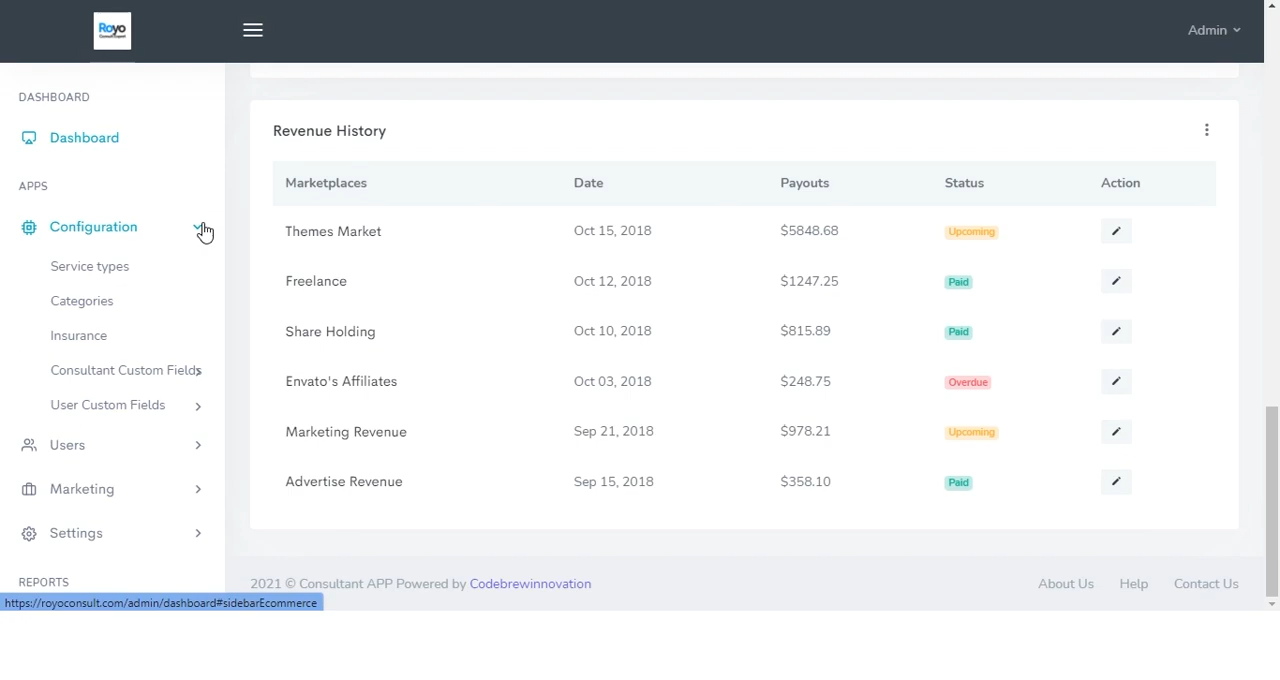 Royo
Admin
DASHBOARD
Dashboard
APPS
Configuration
Service types
Categories
Insurance
Consultant Custom Fields
User Custom Fields
Users
Marketing
Settings
REPORTS
https://royoconsult.com/admin/dashboard#sidebarEcommerce
Revenue History
Marketplaces Date Payouts Status Action
Themes Market Oct 15, 2018 $5848.68 Upcoming
Freelance Oct 12, 2018 $1247.25 Paid
Share Holding Oct 10, 2018 $815.89 Paid
Envato's Affiliates Oct 03, 2018 $248.75 Overdue
Marketing Revenue Sep 21, 2018 $978.21 Upcoming
Advertise Revenue Sep 15, 2018 $358.10 Paid
2021 © Consultant APP Powered by Codebrewinnovation
About Us Help Contact Us